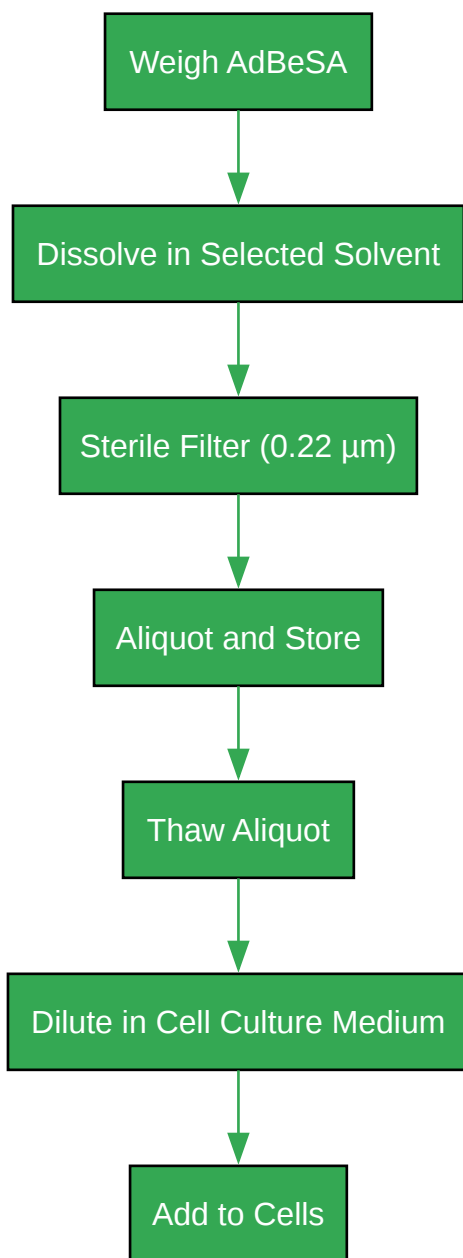 Weigh AdBeSA
Dissolve in Selected Solvent
Sterile Filter (0.22 µm)
Aliquot and Store
Thaw Aliquot
Dilute in Cell Culture Medium
Add to Cells